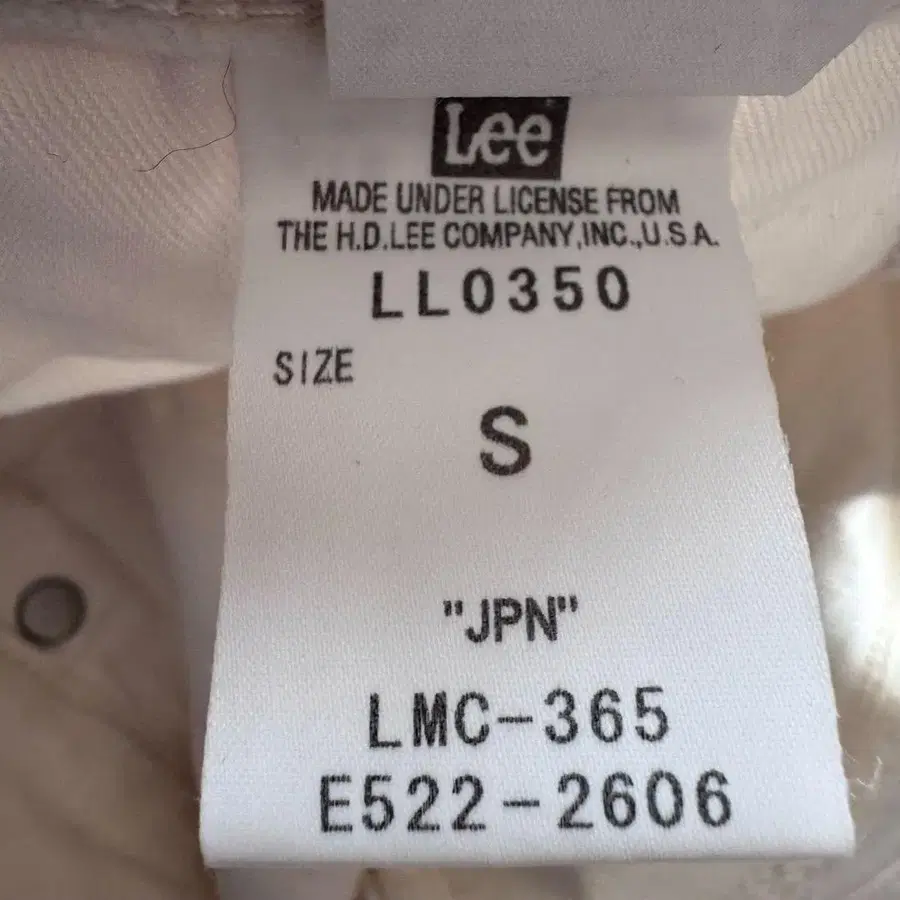 Lee
MADE UNDER LICENSE FROM
THE H.D.LEE COMPANY,INC.,U.S.A.
LL0350
SIZE
S
"JPN"
LMC-365
E522-2606